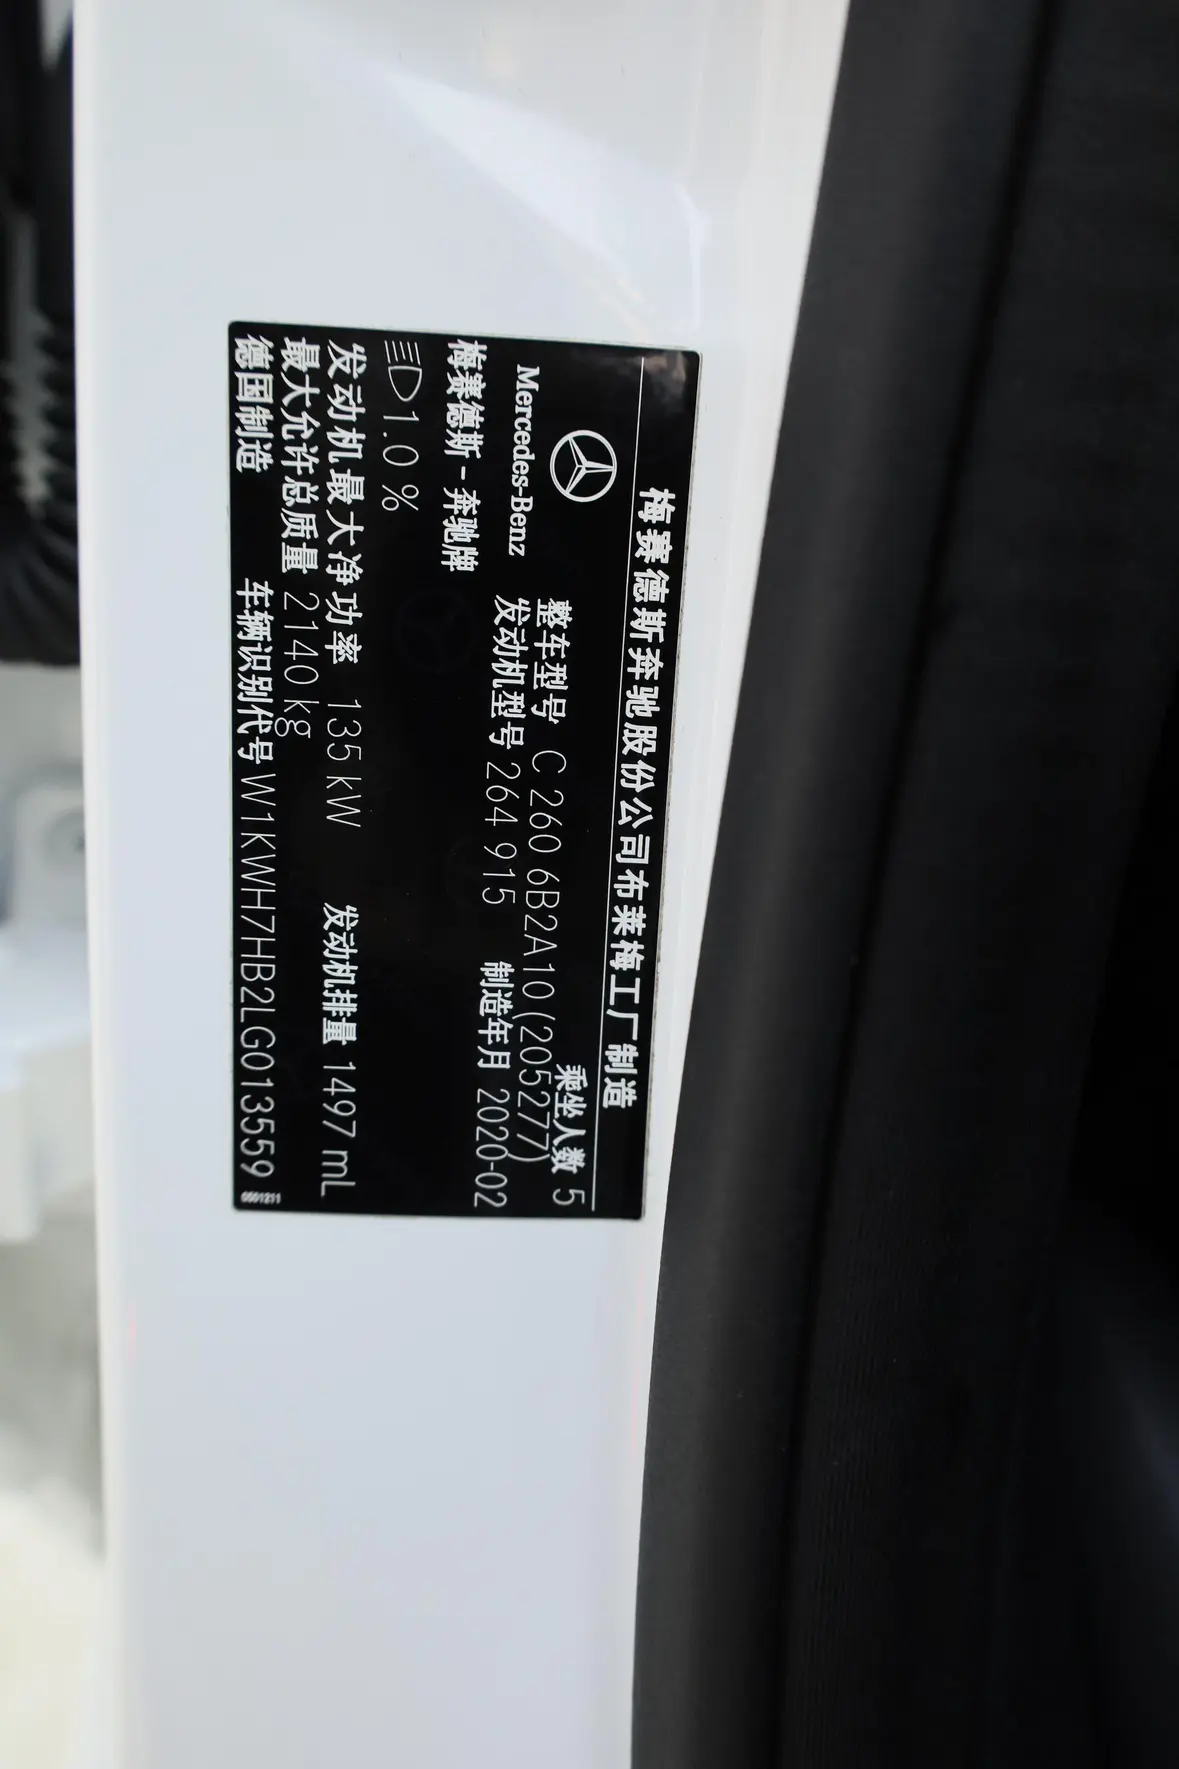 梅赛德斯奔驰股份公司布莱梅工厂制造
乘坐人数 5
整车型号 C 260 6B2A10 (205277)
Mercedes-Benz
发动机型号 264 915
制造年月 2020-02
梅赛德斯-奔驰牌
1.0 %
发动机最大净功率 135 kW
发动机排量 1497 mL
最大允许总质量 2140 kg
德国制造
车辆识别代号 W1KWH7HB2LG013559